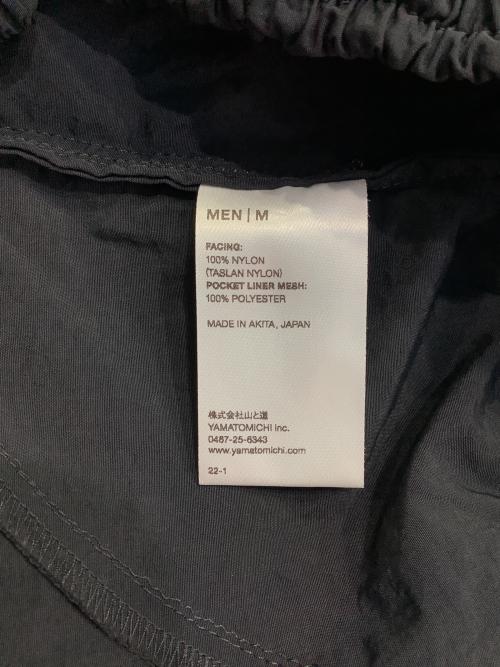 MEN | M
FACING:
100% NYLON
(TASLAN NYLON)
POCKET LINER MESH:
100% POLYESTER
MADE IN AKITA, JAPAN
株式会社山と道
YAMATOMICHI Inc.
0467-25-6343
www.yamatomichi.com
22-1